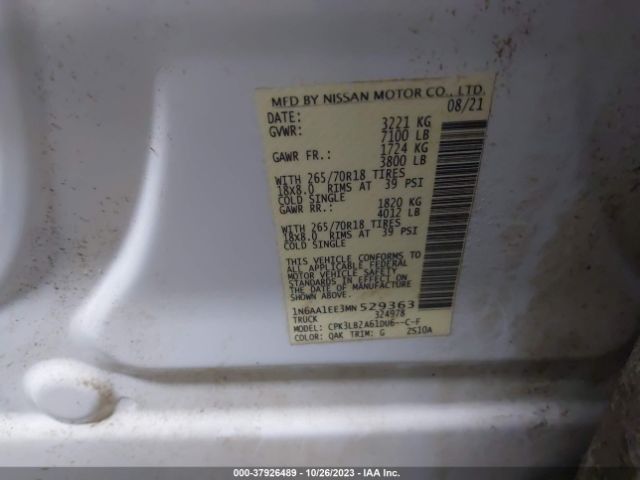 MFD BY NISSAN MOTOR CO., LTD.
DATE: 08/21
GVWR: 3221 KG
7100 LB
GAWR FR.: 1724 KG
3800 LB
WITH 265/70R18 TIRES
18X8.0 RIMS AT 39 PSI
COLD SINGLE
GAWR RR.: 1820 KG
4012 LB
WITH 265/70R18 TIRES
18X8.0 RIMS AT 39 PSI
COLD SINGLE
THIS VEHICLE CONFORMS TO
ALL APPLICABLE FEDERAL
MOTOR VEHICLE SAFETY
STANDARDS IN EFFECT ON
THE DATE OF MANUFACTURE
SHOWN ABOVE.
1N6AA1EE3MN529363
TRUCK 324978
MODEL: CPK3LB2A61DU6--C-F
COLOR: QAK TRIM: G ZS10A
000-37926489 - 10/26/2023 - IAA Inc.